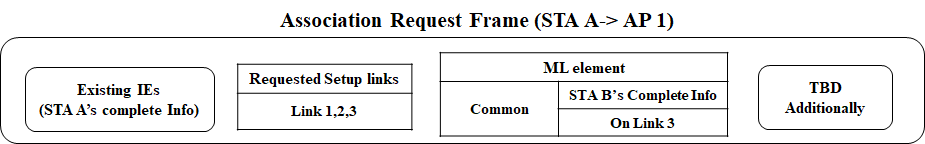 Association Request Frame (STA A-> AP 1)
Existing IEs
(STA A's complete Info)
Requested Setup links
Link 1,2,3
ML element
Common
STA B's Complete Info
On Link 3
TBD
Additionally